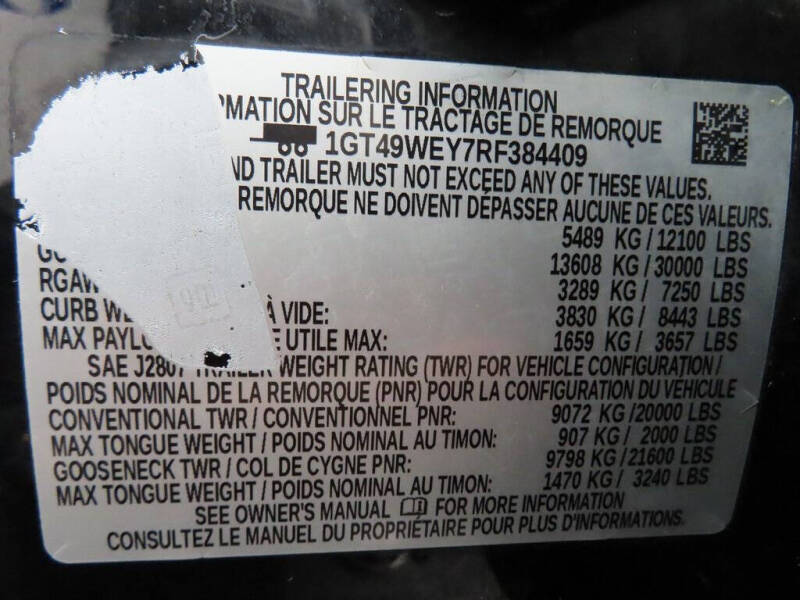 TRAILERING INFORMATION
RMATION SUR LE TRACTAGE DE REMORQUE
1GT49WEY7RF384409
ND TRAILER MUST NOT EXCEED ANY OF THESE VALUES.
REMORQUE NE DOIVENT DÉPASSER AUCUNE DE CES VALEURS.
5489 KG / 12100 LBS
GC 13608 KG / 30000 LBS
RGAW 3289 KG / 7250 LBS
CURB WE À VIDE: 3830 KG / 8443 LBS
MAX PAYLO E UTILE MAX: 1659 KG / 3657 LBS
SAE J2807 TRAILER WEIGHT RATING (TWR) FOR VEHICLE CONFIGURATION /
POIDS NOMINAL DE LA REMORQUE (PNR) POUR LA CONFIGURATION DU VÉHICULE
CONVENTIONAL TWR / CONVENTIONNEL PNR: 9072 KG / 20000 LBS
MAX TONGUE WEIGHT / POIDS NOMINAL AU TIMON: 907 KG / 2000 LBS
GOOSENECK TWR / COL DE CYGNE PNR: 9798 KG / 21600 LBS
MAX TONGUE WEIGHT / POIDS NOMINAL AU TIMON: 1470 KG / 3240 LBS
SEE OWNER'S MANUAL FOR MORE INFORMATION
CONSULTEZ LE MANUEL DU PROPRIÉTAIRE POUR PLUS D'INFORMATIONS.